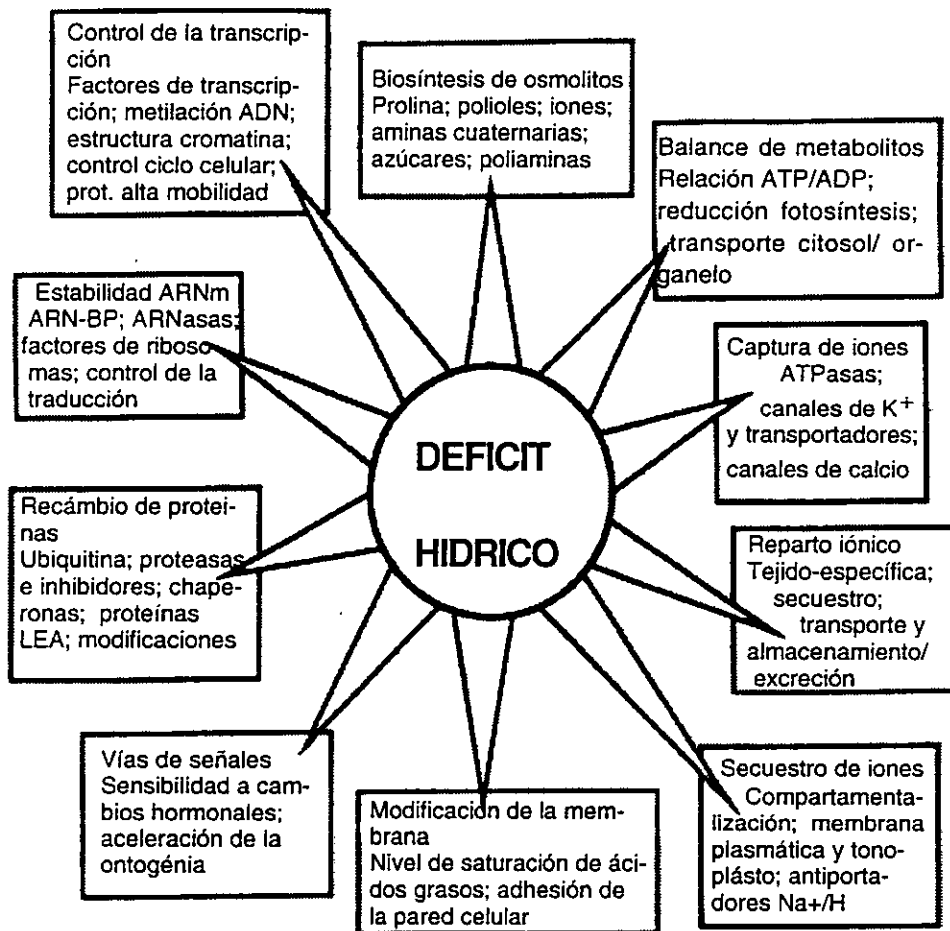 Control de la transcrip-
ción
Factores de transcrip-
ción; metilación ADN;
estructura cromatina;
control ciclo celular;
prot. alta mobilidad
Biosíntesis de osmolitos
Prolina; polioles; iones;
aminas cuaternarias;
azúcares; poliaminas
Balance de metabolitos
Relación ATP/ADP;
reducción fotosíntesis;
transporte citosol/ or-
ganelo
Estabilidad ARNm
ARN-BP; ARNasas;
factores de riboso-
mas; control de la
traducción
Captura de iones
ATPasas;
canales de K+
y transportadores;
canales de calcio
DEFICIT
HIDRICO
Recámbio de protei-
nas
Ubiquitina; proteasas
e inhibidores; chape-
ronas; proteínas
LEA; modificaciones
Reparto iónico
Tejido-específica;
secuestro;
transporte y
almacenamiento/
excreción
Vías de señales
Sensibilidad a cam-
bios hormonales;
aceleración de la
ontogénia
Modificación de la mem-
brana
Nivel de saturación de áci-
dos grasos; adhesión de
la pared celular
Secuestro de iones
Compartamenta-
lización; membrana
plasmática y tono-
plásto; antiporta-
dores Na+/H